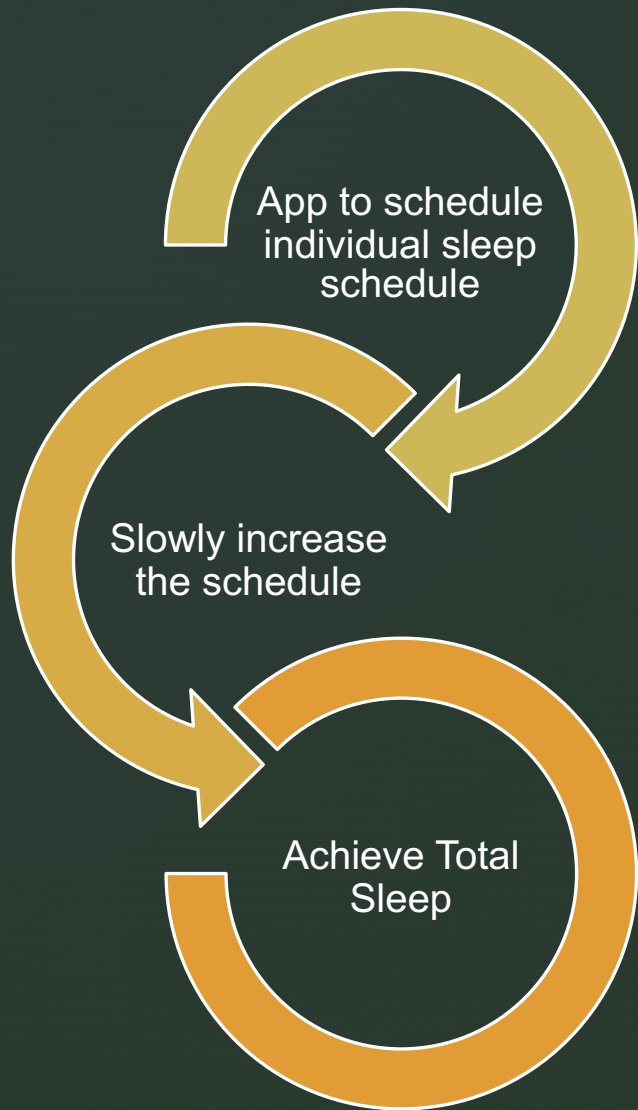 App to schedule
individual sleep
schedule
Slowly increase
the schedule
Achieve Total
Sleep